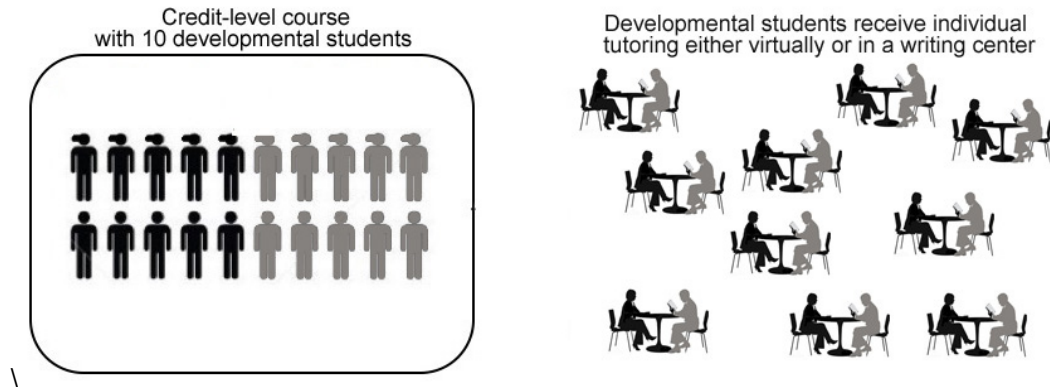 Credit-level course
with 10 developmental students
Developmental students receive individual
tutoring either virtually or in a writing center
\